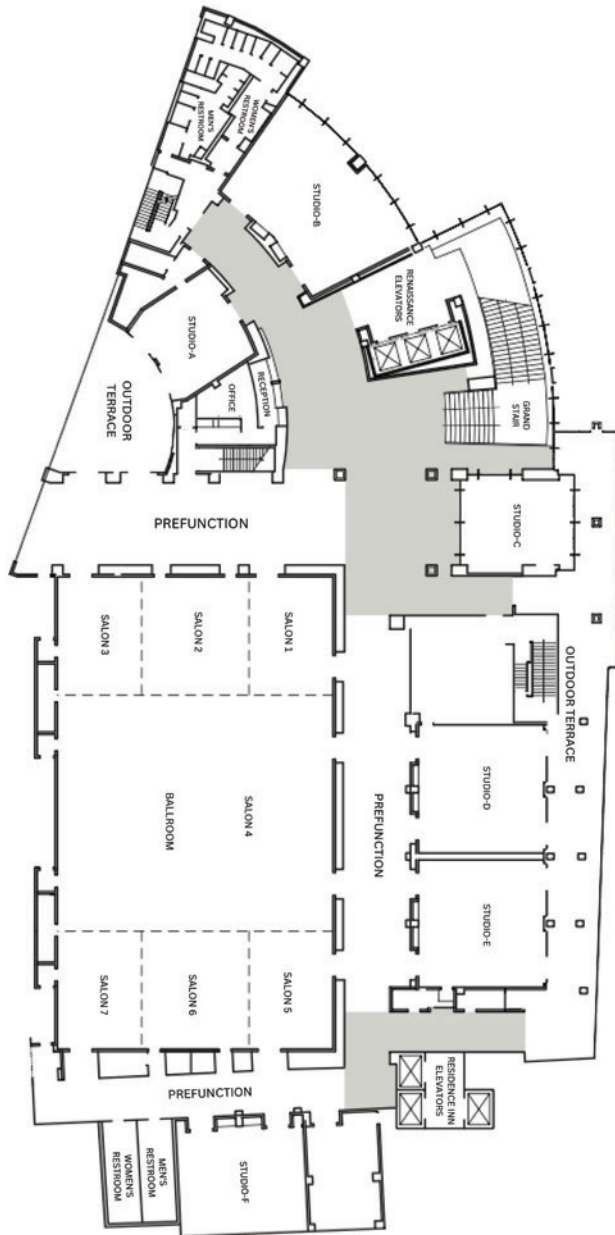 MEN'S
RESTROOM
WOMEN'S
RESTROOM
STUDIO-B
RENAISSANCE
ELEVATORS
STUDIO-A
OFFICE
RECEPTION
GRAND
STAIR
OUTDOOR
TERRACE
PREFUNCTION
STUDIO-C
SALON 3
SALON 2
SALON 1
OUTDOOR TERRACE
BALLROOM
SALON 4
PREFUNCTION
STUDIO-D
STUDIO-E
SALON 7
SALON 6
SALON 5
PREFUNCTION
RESIDENCE INN
ELEVATORS
WOMEN'S
RESTROOM
MEN'S
RESTROOM
STUDIO-F